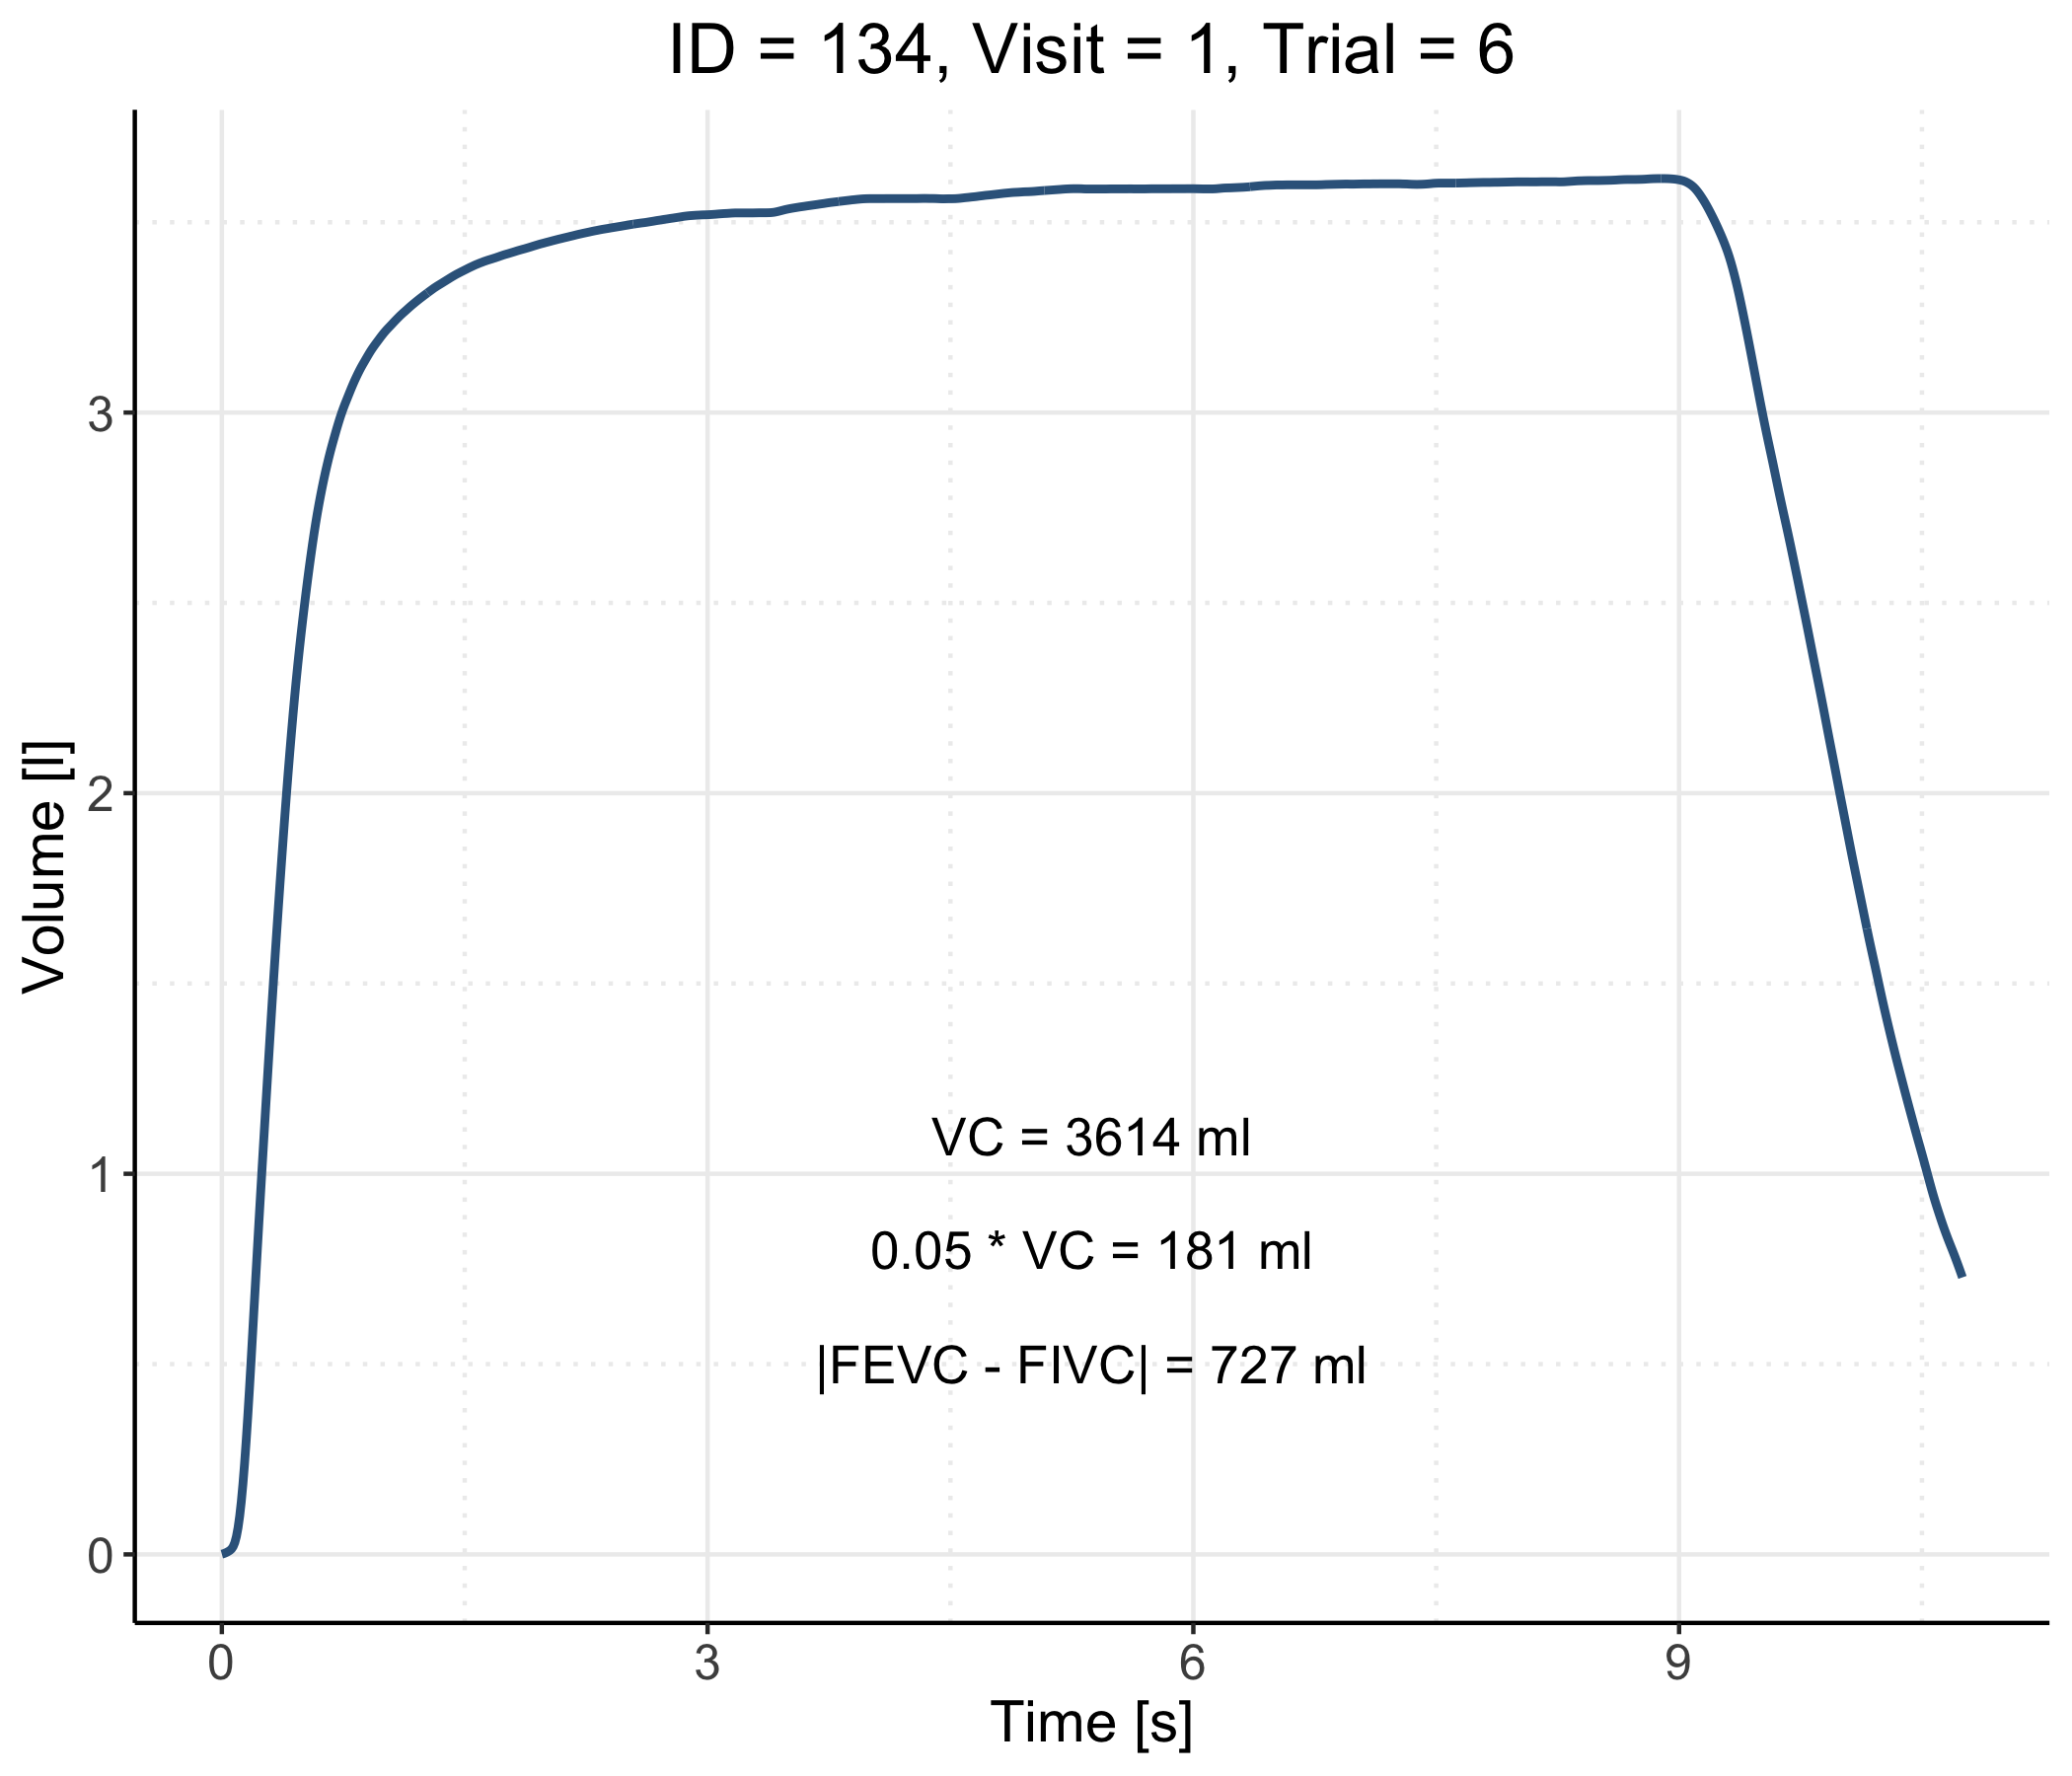 ID = 134, Visit = 1, Trial = 6
Volume [l]
3
2
1
0
VC = 3614 ml
0.05 * VC = 181 ml
|FEVC - FIVC| = 727 ml
0 3 6 9
Time [s]